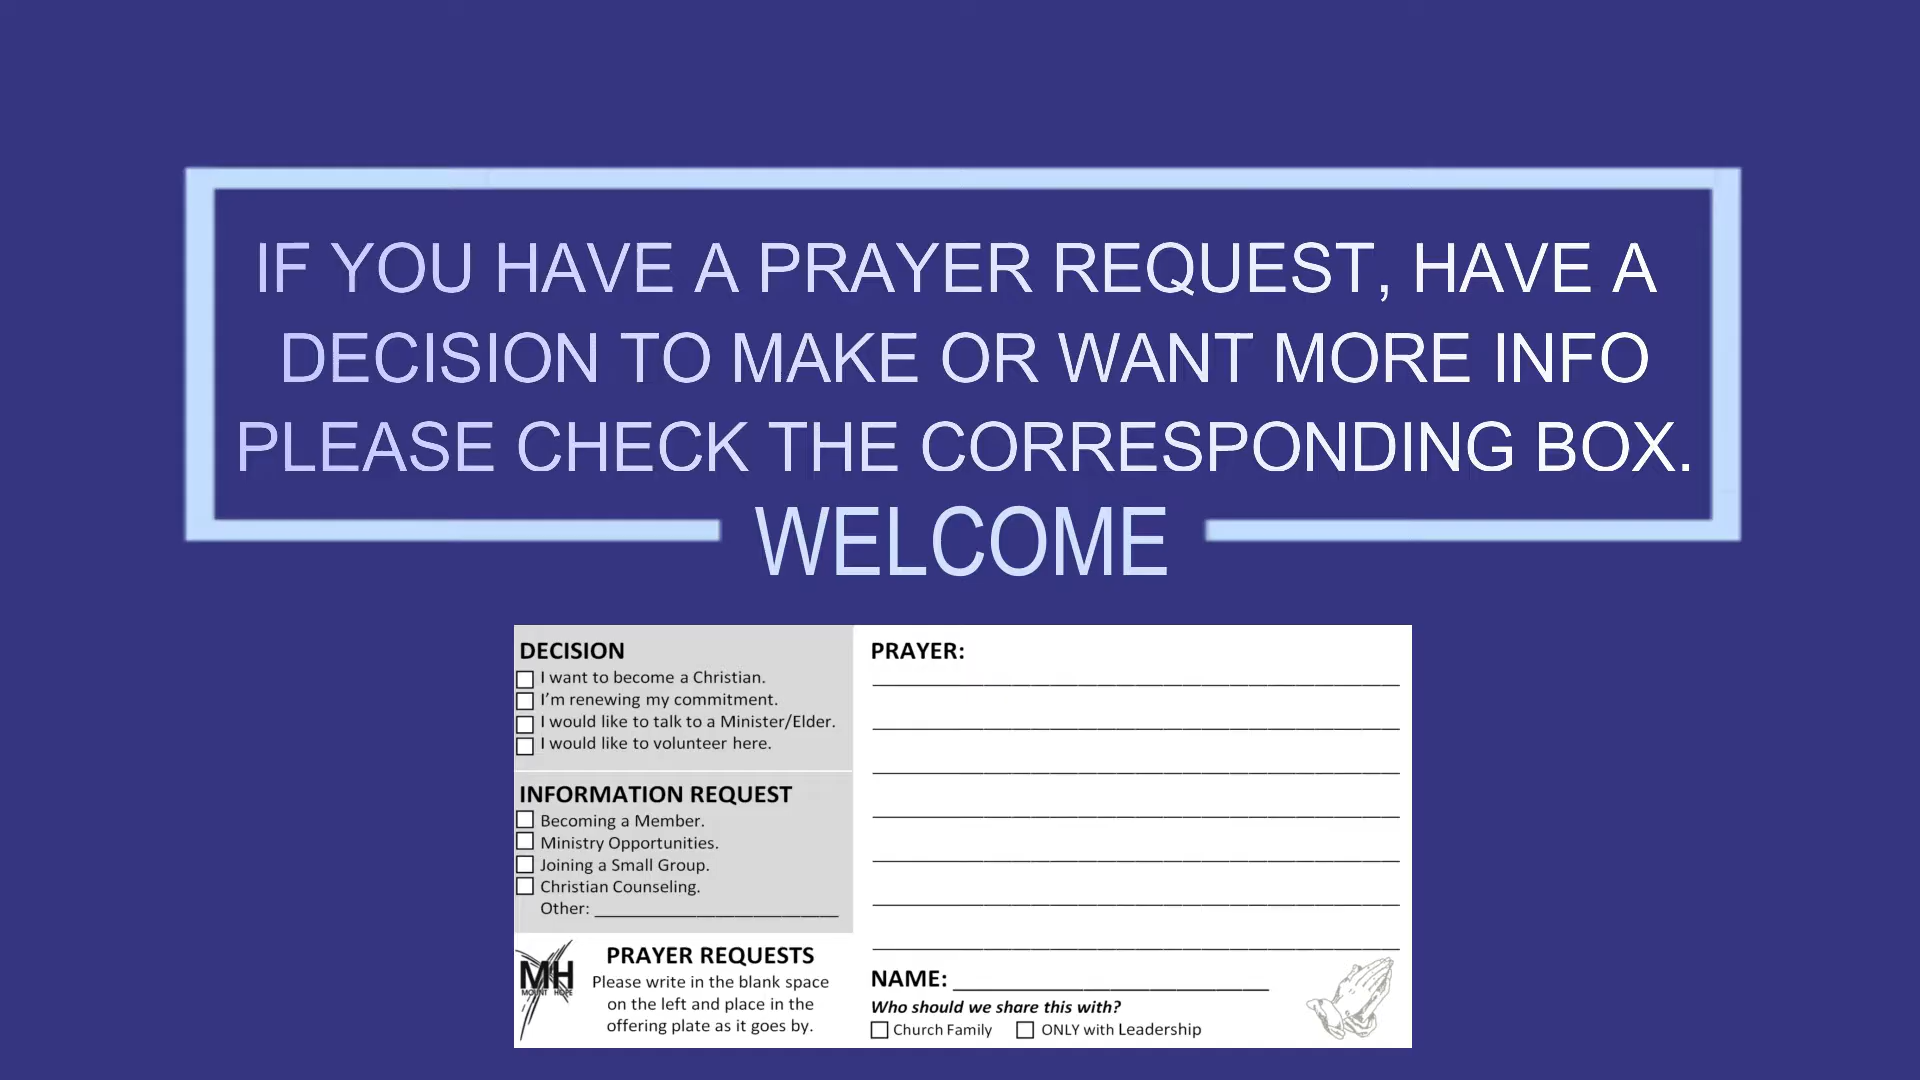 IF YOU HAVE A PRAYER REQUEST, HAVE A
DECISION TO MAKE OR WANT MORE INFO
PLEASE CHECK THE CORRESPONDING BOX.
WELCOME
DECISION
I want to become a Christian.
I'm renewing my commitment.
I would like to talk to a Minister/Elder.
I would like to volunteer here.
INFORMATION REQUEST
Becoming a Member.
Ministry Opportunities.
Joining a Small Group.
Christian Counseling.
Other:
MH
MOUNT HOPE
PRAYER REQUESTS
Please write in the blank space
on the left and place in the
offering plate as it goes by.
PRAYER:
NAME:
Who should we share this with?
Church Family
ONLY with Leadership